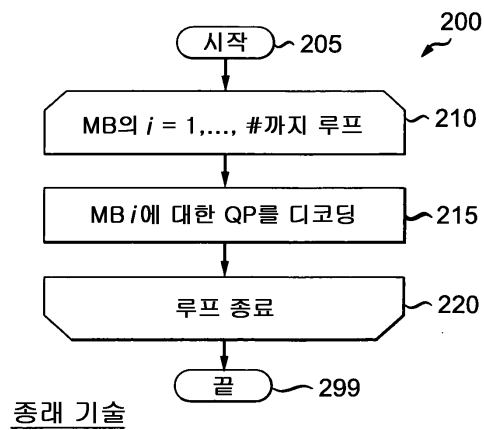 200
시작 205
MB의 i = 1,..., #까지 루프 210
MB i에 대한 QP를 디코딩 215
루프 종료 220
끝 299
종래 기술